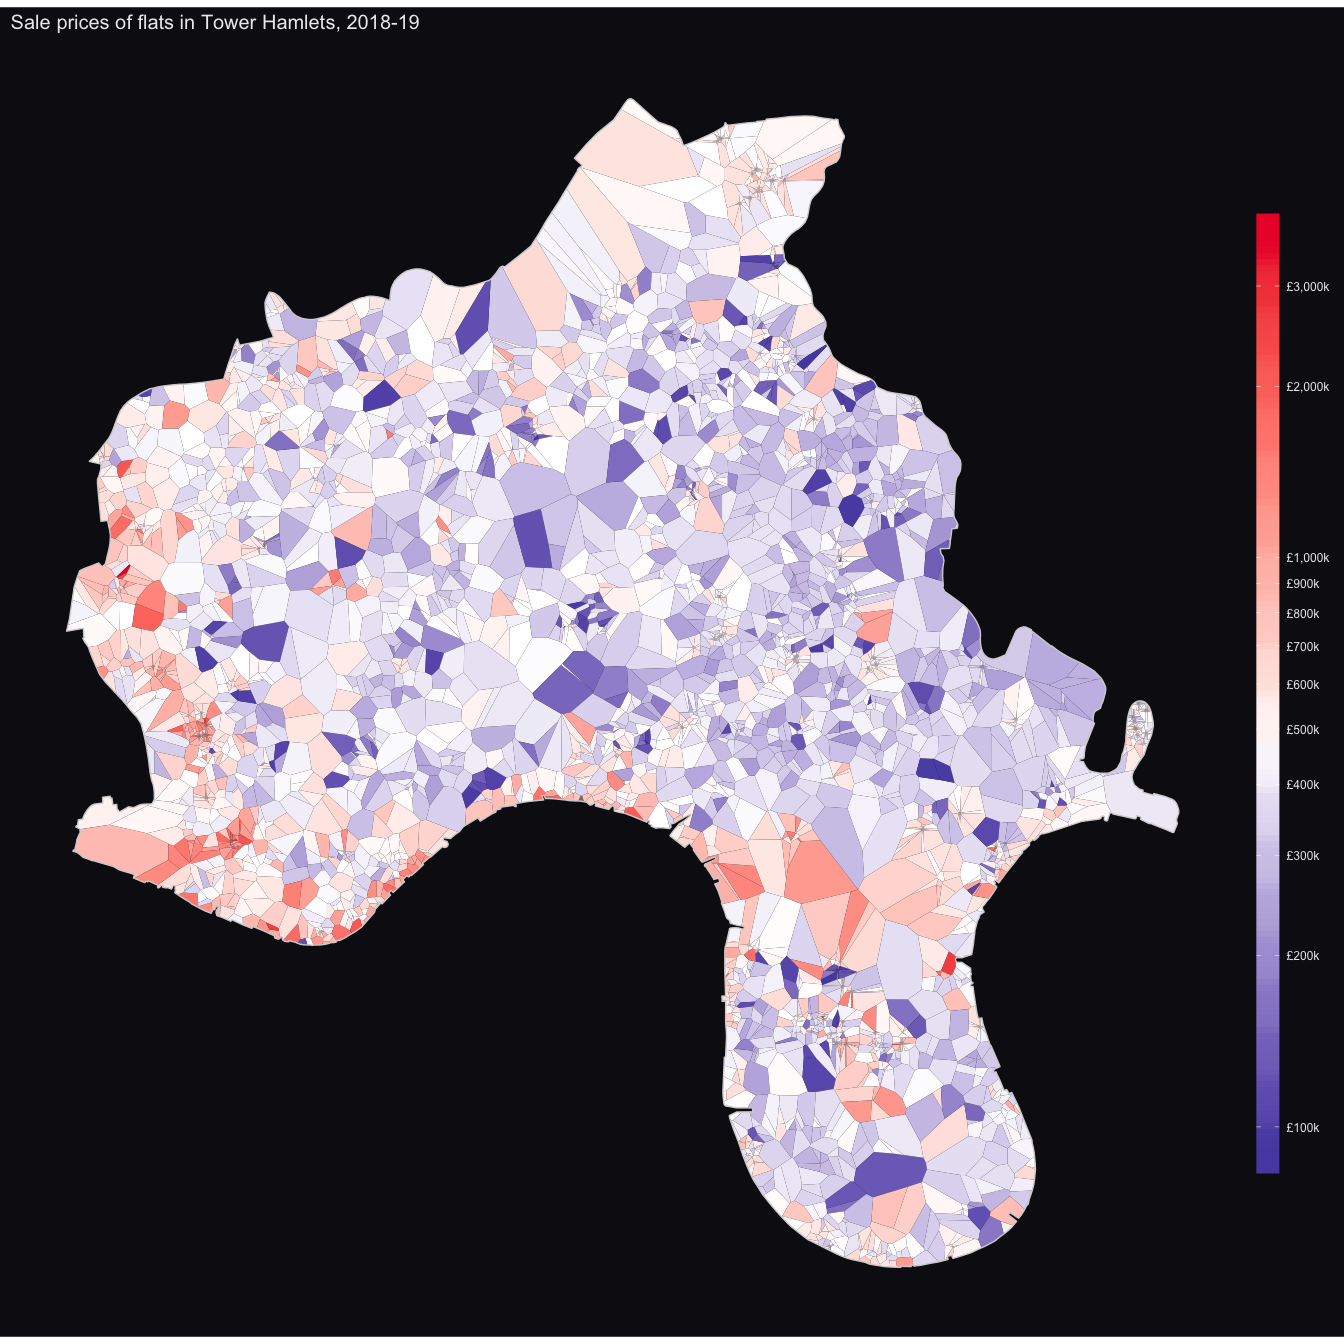 Sale prices of flats in Tower Hamlets, 2018-19
£3,000k
£2,000k
£1,000k
£900k
£800k
£700k
£600k
£500k
£400k
£300k
£200k
£100k